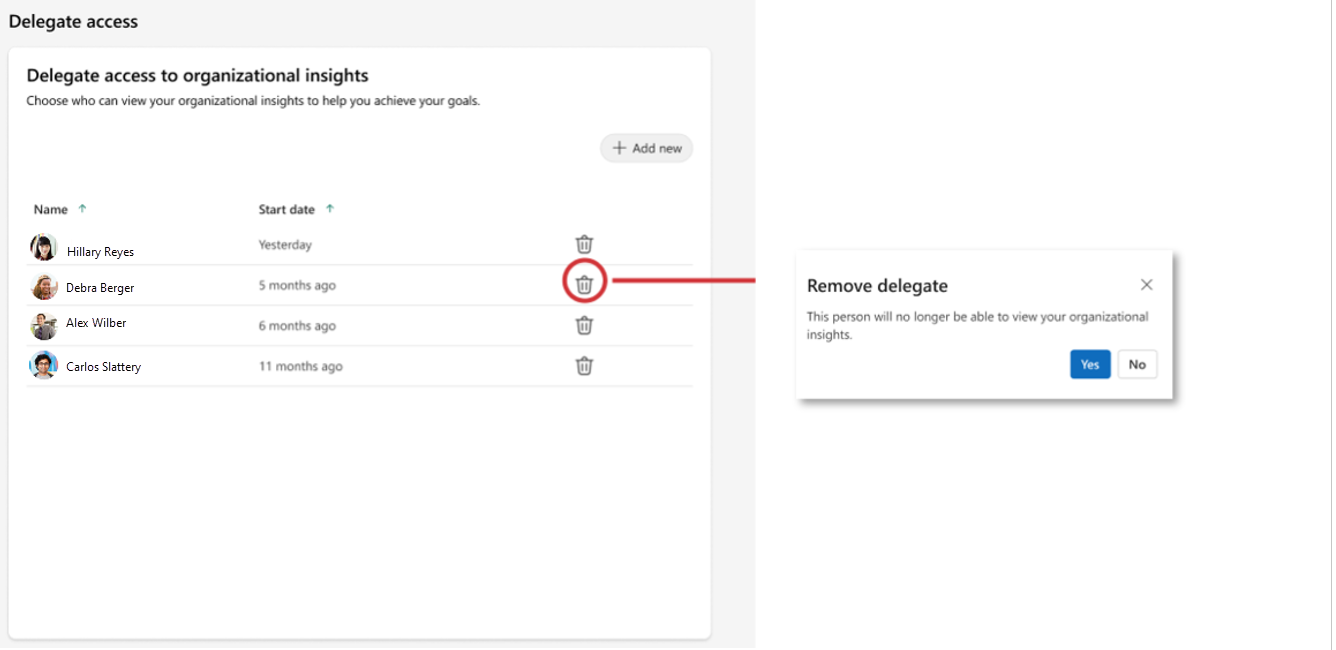 Delegate access
Delegate access to organizational insights
Choose who can view your organizational insights to help you achieve your goals.
Add new
Name Start date
Hillary Reyes Yesterday
Debra Berger 5 months ago
Alex Wilber 6 months ago
Carlos Slattery 11 months ago
Remove delegate
This person will no longer be able to view your organizational
insights.
Yes No